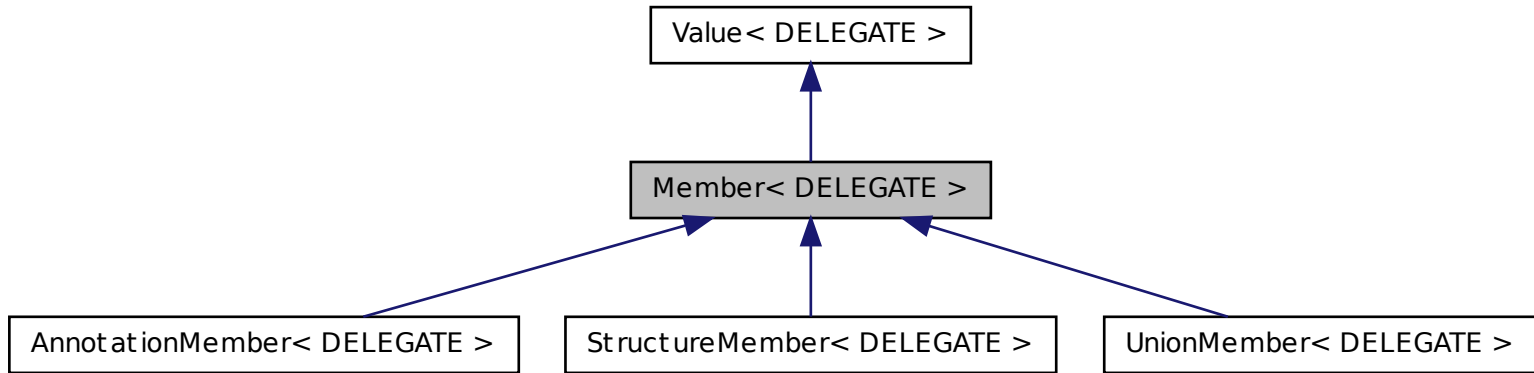 Value< DELEGATE >
Member< DELEGATE >
AnnotationMember< DELEGATE >
StructureMember< DELEGATE >
UnionMember< DELEGATE >